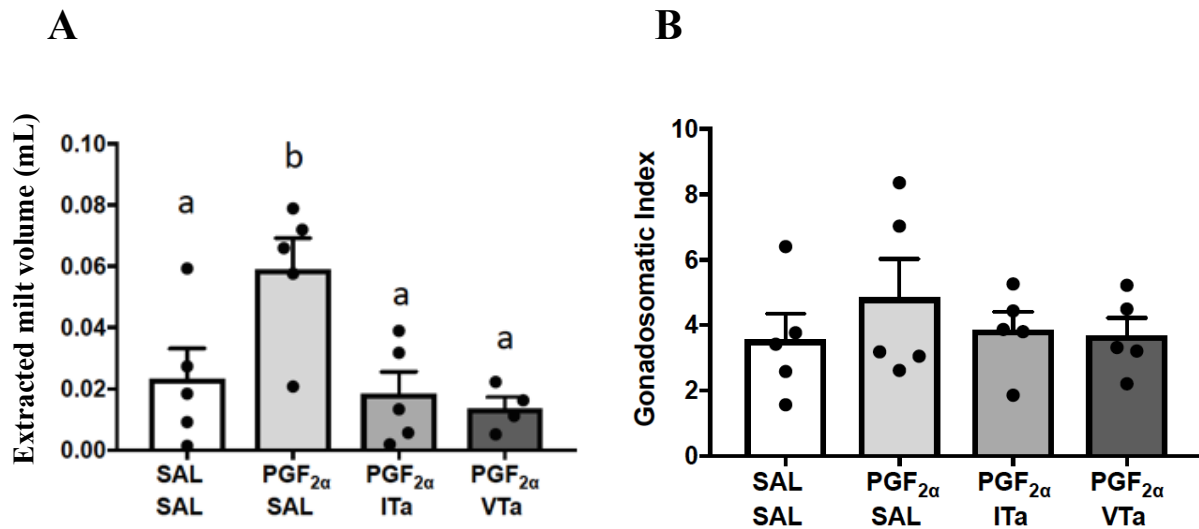 A
Extracted milt volume (mL)
0.10
0.08
0.06
0.04
0.02
0.00
a
b
a
a
SAL PGF2α PGF2α PGF2α
SAL SAL ITa VTa
B
Gonadosomatic Index
10
8
6
4
2
0
SAL PGF2α PGF2α PGF2α
SAL SAL ITa VTa